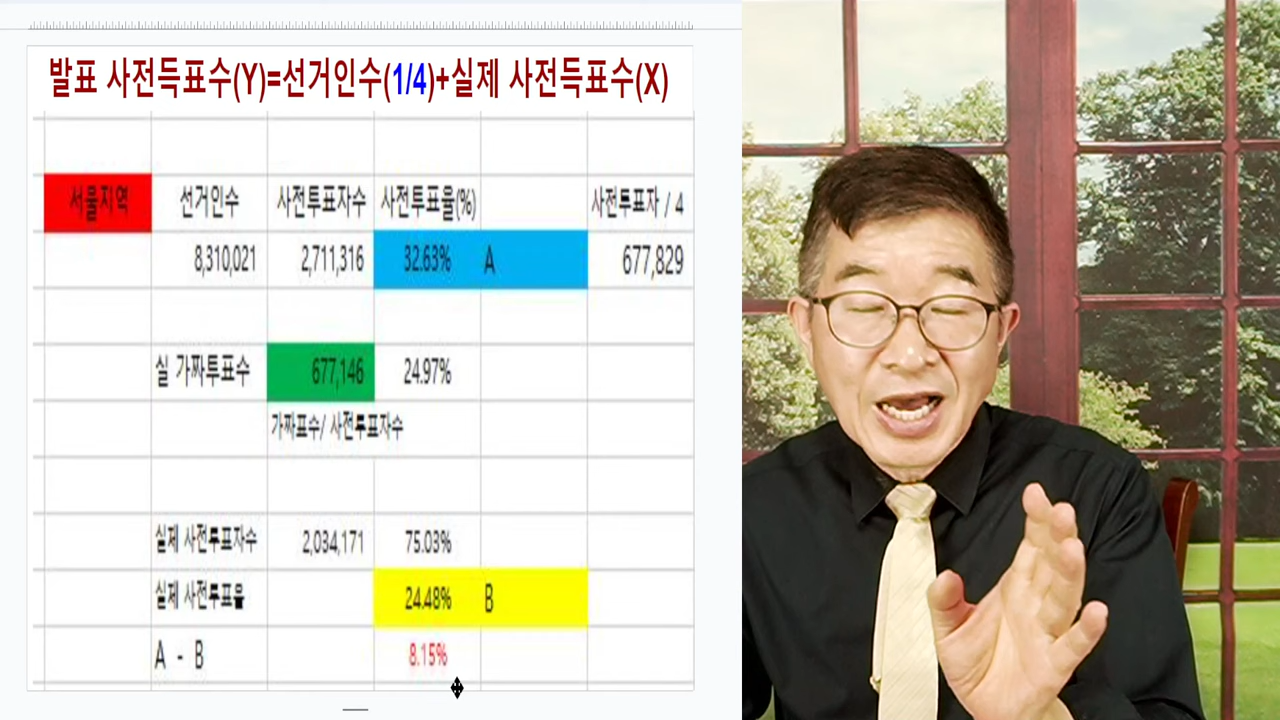 발표 사전득표수(Y)=선거인수(1/4)+실제 사전득표수(X)
서울지역 선거인수 사전투표자수 사전투표율(%) 사전투표자 / 4
8,310,021 2,711,316 32.63% A 677,829
실 가짜투표수 677,146 24.97%
가짜표수/ 사전투표자수
실제 사전투표자수 2,034,171 75.03%
실제 사전투표율 24.48% B
A - B 8.15%